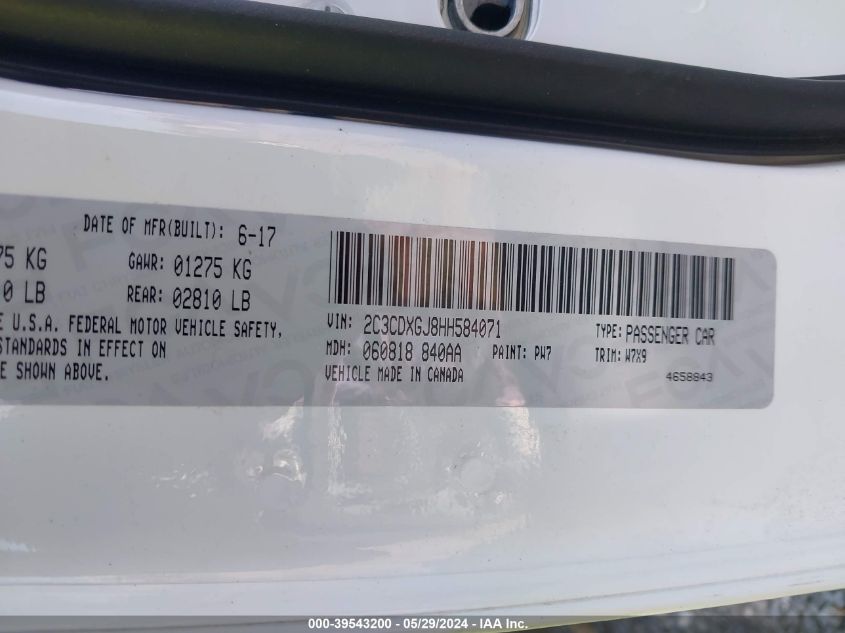 DATE OF MFR(BUILT): 6-17
75 KG GAWR: 01275 KG
0 LB REAR: 02810 LB
E U.S.A. FEDERAL MOTOR VEHICLE SAFETY,
STANDARDS IN EFFECT ON
E SHOWN ABOVE.
VIN: 2C3CDXGJ8HH584071 TYPE: PASSENGER CAR
MDH: 060818 840AA PAINT: PW7 TRIM: W7X9
VEHICLE MADE IN CANADA 4658843
000-39543200 - 05/29/2024 - IAA Inc.